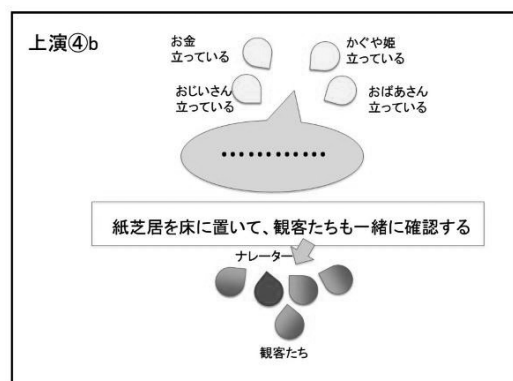 上演④b
お金
立っている
かぐや姫
立っている
おじいさん
立っている
おばあさん
立っている
••••••••••••
紙芝居を床に置いて、観客たちも一緒に確認する
ナレーター
観客たち